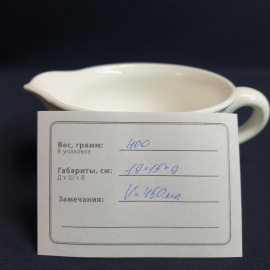 Вес, грамм: 400
В упаковке
Габариты, см: 19×15×9
Д х Ш х В
Замечания: V=450мл